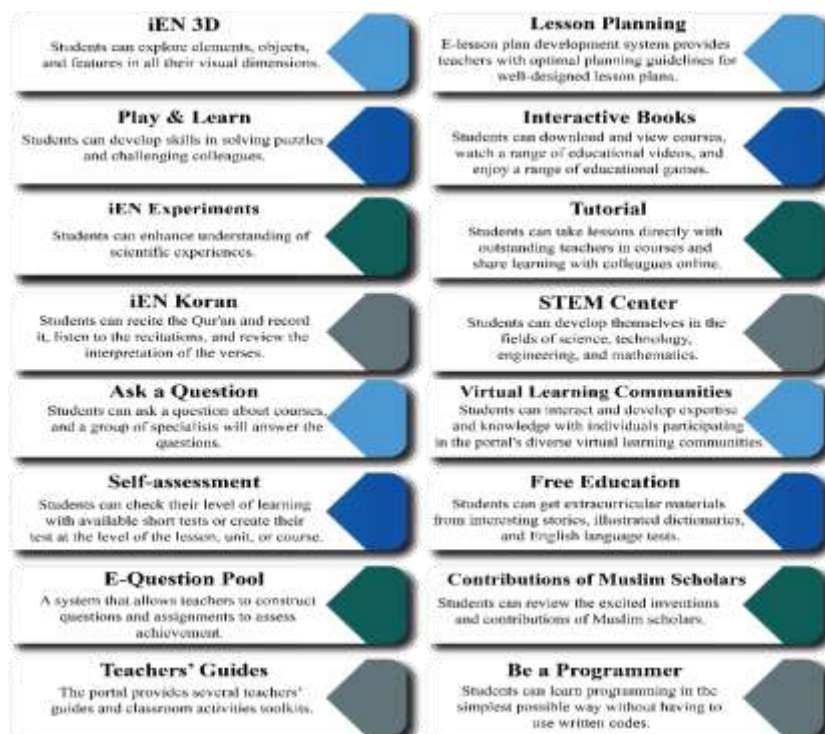 iEN 3D
Students can explore elements, objects,
and features in all their visual dimensions.
Play & Learn
Students can develop skills in solving puzzles
and challenging colleagues.
iEN Experiments
Students can enhance understanding of
scientific experiences.
iEN Koran
Students can recite the Qur'an and record
it, listen to the recitations, and review the
interpretation of the verses.
Ask a Question
Students can ask a question about courses,
and a group of specialists will answer the
questions.
Self-assessment
Students can check their level of learning
with available short tests or create their
test at the level of the lesson, unit, or course.
E-Question Pool
A system that allows teachers to construct
questions and assignments to assess
achievement.
Teachers' Guides
The portal provides several teachers'
guides and classroom activities toolkits.
Lesson Planning
E-lesson plan development system provides
teachers with optimal planning guidelines for
well-designed lesson plans.
Interactive Books
Students can download and view courses,
watch a range of educational videos, and
enjoy a range of educational games.
Tutorial
Students can take lessons directly with
outstanding teachers in courses and
share learning with colleagues online.
STEM Center
Students can develop themselves in the
fields of science, technology,
engineering, and mathematics.
Virtual Learning Communities
Students can interact and develop expertise
and knowledge with individuals participating
in the portal's diverse virtual learning communities
Free Education
Students can get extracurricular materials
from interesting stories, illustrated dictionaries,
and English language tests.
Contributions of Muslim Scholars
Students can review the excited inventions
and contributions of Muslim scholars.
Be a Programmer
Students can learn programming in the
simplest possible way without having to
use written codes.